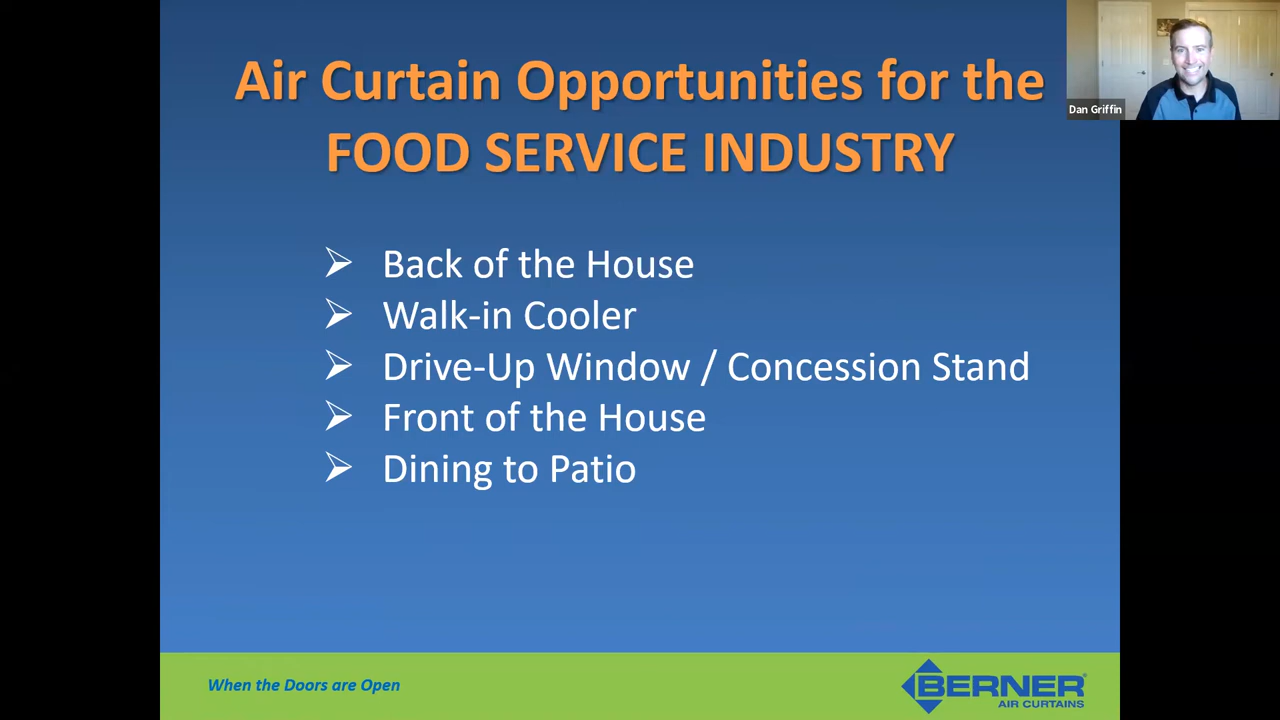 Air Curtain Opportunities for the
FOOD SERVICE INDUSTRY
Dan Griffin
➢ Back of the House
➢ Walk-in Cooler
➢ Drive-Up Window / Concession Stand
➢ Front of the House
➢ Dining to Patio
When the Doors are Open
BERNER®
AIR CURTAINS